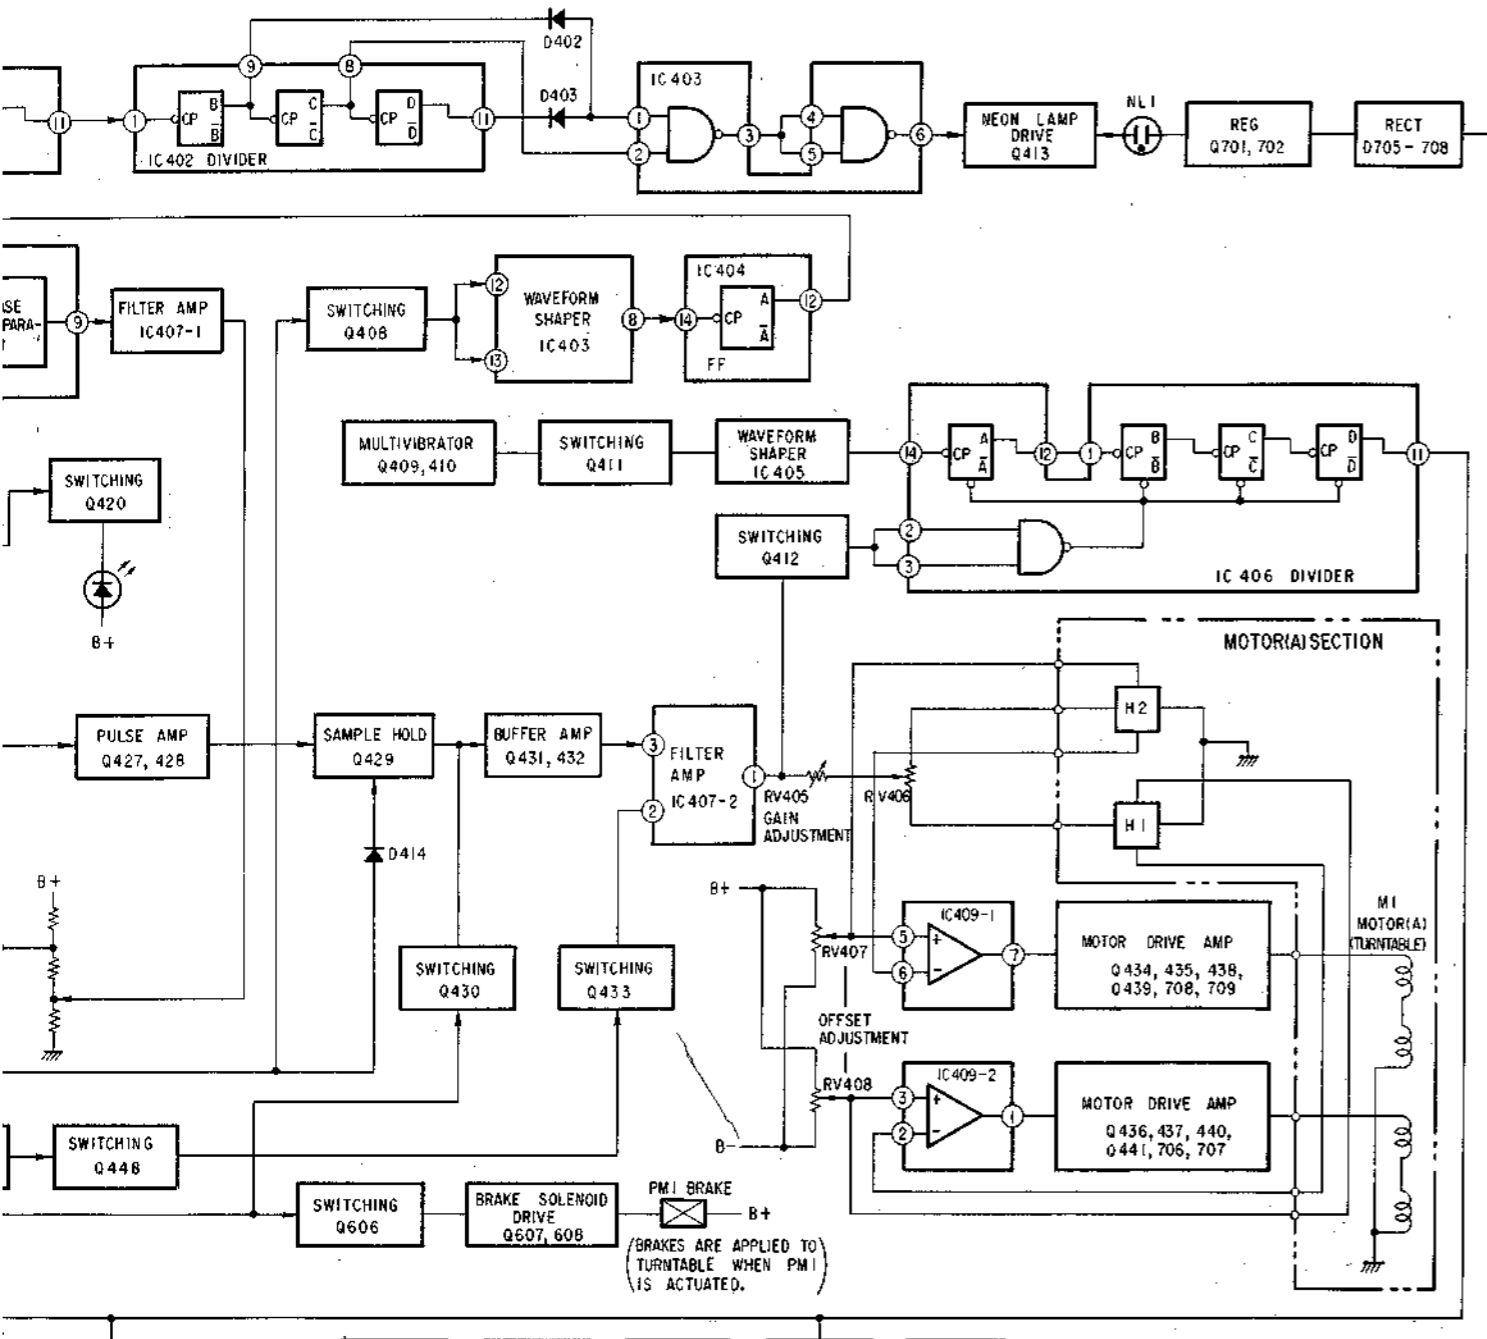 D402
9
8
IC403
D403
11
1
CP
B
B
CP
C
C
CP
D
D
11
IC402 DIVIDER
1
2
3
4
5
6
NEON LAMP
DRIVE
Q413
NL1
REG
Q701, 702
RECT
D705-708
9
FILTER AMP
IC407-1
SWITCHING
Q408
12
13
WAVEFORM
SHAPER
IC403
8
14
IC404
CP
A
A
FF
12
MULTIVIBRATOR
Q409, 410
SWITCHING
Q411
WAVEFORM
SHAPER
IC405
14
CP
A
A
12
1
CP
B
B
CP
C
C
CP
D
D
11
SWITCHING
Q420
B+
SWITCHING
Q412
2
3
IC 406 DIVIDER
MOTOR(A)SECTION
H2
H1
PULSE AMP
Q427, 428
SAMPLE HOLD
Q429
BUFFER AMP
Q431, 432
3
2
FILTER
AMP
IC407-2
1
RV405
GAIN
ADJUSTMENT
RV406
D414
B+
B+
RV407
IC409-1
5
6
+
-
7
MOTOR DRIVE AMP
Q434, 435, 438,
Q439, 708, 709
M1
MOTOR(A)
(TURNTABLE)
SWITCHING
Q430
SWITCHING
Q433
OFFSET
ADJUSTMENT
RV408
B-
IC409-2
3
2
+
-
1
MOTOR DRIVE AMP
Q436, 437, 440,
Q441, 706, 707
SWITCHING
Q448
SWITCHING
Q606
BRAKE SOLENOID
DRIVE
Q607, 608
PM1 BRAKE
B+
(BRAKES ARE APPLIED TO
TURNTABLE WHEN PM1
IS ACTUATED.)